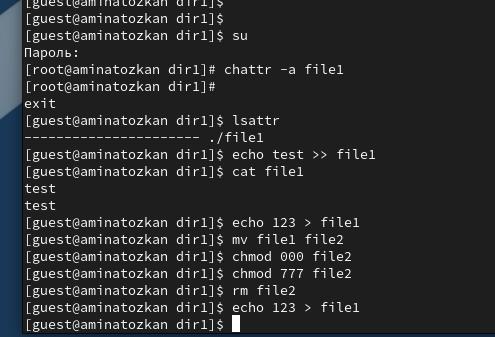 [guest@aminatozkan dir1]$
[guest@aminatozkan dir1]$
[guest@aminatozkan dir1]$ su
Пароль:
[root@aminatozkan dir1]# chattr -a file1
[root@aminatozkan dir1]#
exit
[guest@aminatozkan dir1]$ lsattr
---------------------- ./file1
[guest@aminatozkan dir1]$ echo test >> file1
[guest@aminatozkan dir1]$ cat file1
test
test
[guest@aminatozkan dir1]$ echo 123 > file1
[guest@aminatozkan dir1]$ mv file1 file2
[guest@aminatozkan dir1]$ chmod 000 file2
[guest@aminatozkan dir1]$ chmod 777 file2
[guest@aminatozkan dir1]$ rm file2
[guest@aminatozkan dir1]$ echo 123 > file1
[guest@aminatozkan dir1]$